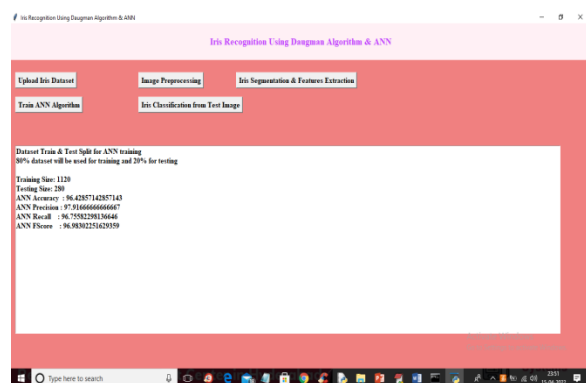 Iris Recognition Using Daugman Algorithm & ANN
Iris Recognition Using Daugman Algorithm & ANN
Upload Iris Dataset
Image Preprocessing
Iris Segmentation & Features Extraction
Train ANN Algorithm
Iris Classification from Test Image
Dataset Train & Test Split for ANN training
80% dataset will be used for training and 20% for testing
Training Size: 1120
Testing Size: 280
ANN Accuracy : 96.42857142857143
ANN Precision : 97.91666666666667
ANN Recall : 96.75582298136646
ANN FScore : 96.98302251629359
Type here to search
23:51